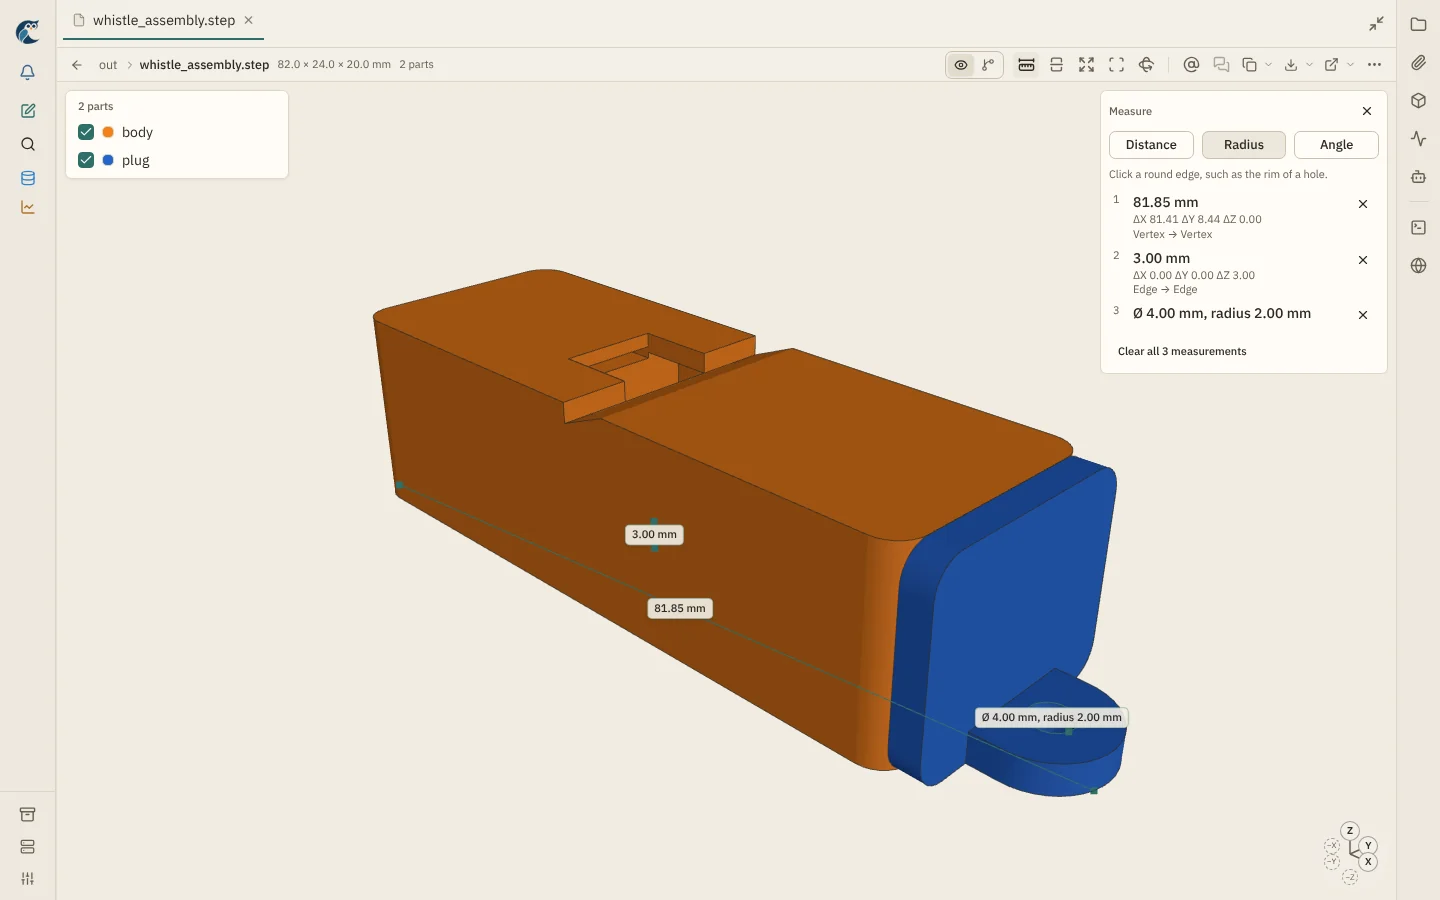 whistle_assembly.step
out > whistle_assembly.step 82.0 × 24.0 × 20.0 mm 2 parts
2 parts
body
plug
Measure
Distance Radius Angle
Click a round edge, such as the rim of a hole.
1 81.85 mm
ΔX 81.41 ΔY 8.44 ΔZ 0.00
Vertex → Vertex
2 3.00 mm
ΔX 0.00 ΔY 0.00 ΔZ 3.00
Edge → Edge
3 Ø 4.00 mm, radius 2.00 mm
Clear all 3 measurements
3.00 mm
81.85 mm
Ø 4.00 mm, radius 2.00 mm
Z
-X Y
-Y X
-Z